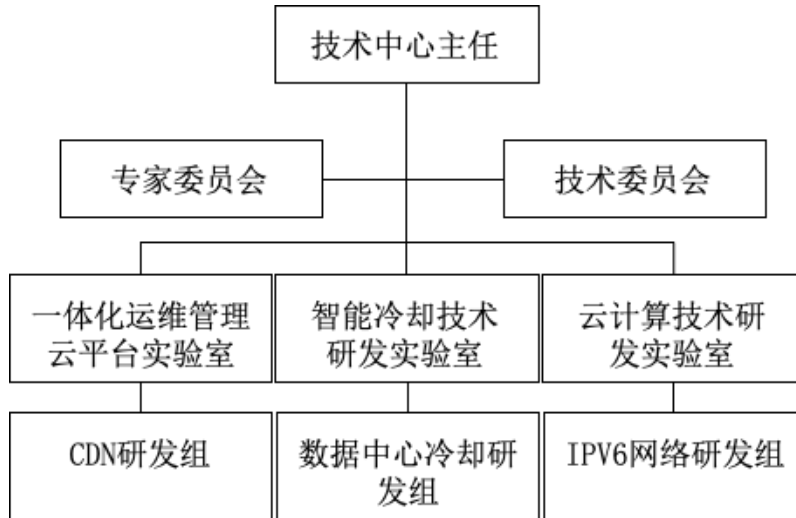 技术中心主任
专家委员会
技术委员会
一体化运维管理
云平台实验室
智能冷却技术
研发实验室
云计算技术研
发实验室
CDN研发组
数据中心冷却研
发组
IPV6网络研发组